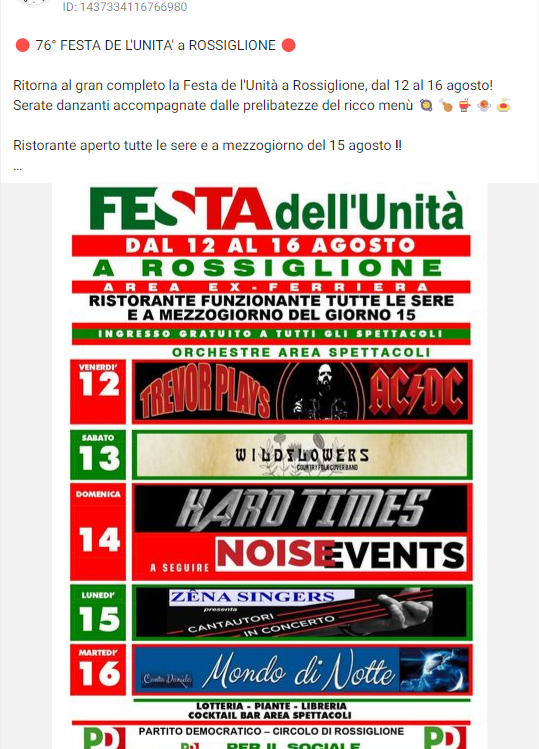 ID: 1437334116766980
🔴 76° FESTA DE L'UNITA' a ROSSIGLIONE 🔴
Ritorna al gran completo la Festa de l'Unità a Rossiglione, dal 12 al 16 agosto!
Serate danzanti accompagnate dalle prelibatezze del ricco menù 🥘 🍗 🍟 🍳 🍝
Ristorante aperto tutte le sere e a mezzogiorno del 15 agosto ‼
...
FESTA dell'Unità
DAL 12 AL 16 AGOSTO
A ROSSIGLIONE
AREA EX-FERRIERA
RISTORANTE FUNZIONANTE TUTTE LE SERE
E A MEZZOGIORNO DEL GIORNO 15
INGRESSO GRATUITO A TUTTI GLI SPETTACOLI
ORCHESTRE AREA SPETTACOLI
VENERDI'
12
TREVOR PLAYS AC/DC
SABATO
13
WILDFLOWERS
COUNTRY FOLK COVER BAND
DOMENICA
14
HARD TIMES
A SEGUIRE NOISE EVENTS
LUNEDI'
15
ZÊNA SINGERS
presenta
CANTAUTORI
IN CONCERTO
MARTEDI'
16
Mondo di Notte
LOTTERIA - PIANTE - LIBRERIA
COCKTAIL BAR AREA SPETTACOLI
PD PARTITO DEMOCRATICO – CIRCOLO DI ROSSIGLIONE PD
PER IL SOCIALE